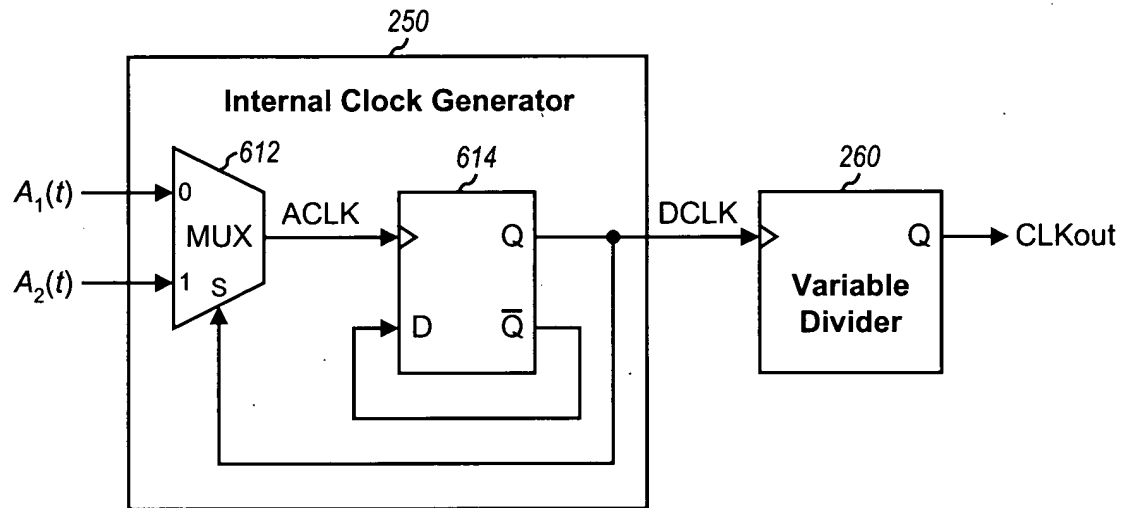 250
Internal Clock Generator
612
614
260
A₁(t)
0
ACLK
Q
DCLK
Q
CLKout
MUX
A₂(t)
1
S
D
Q̅
Variable
Divider